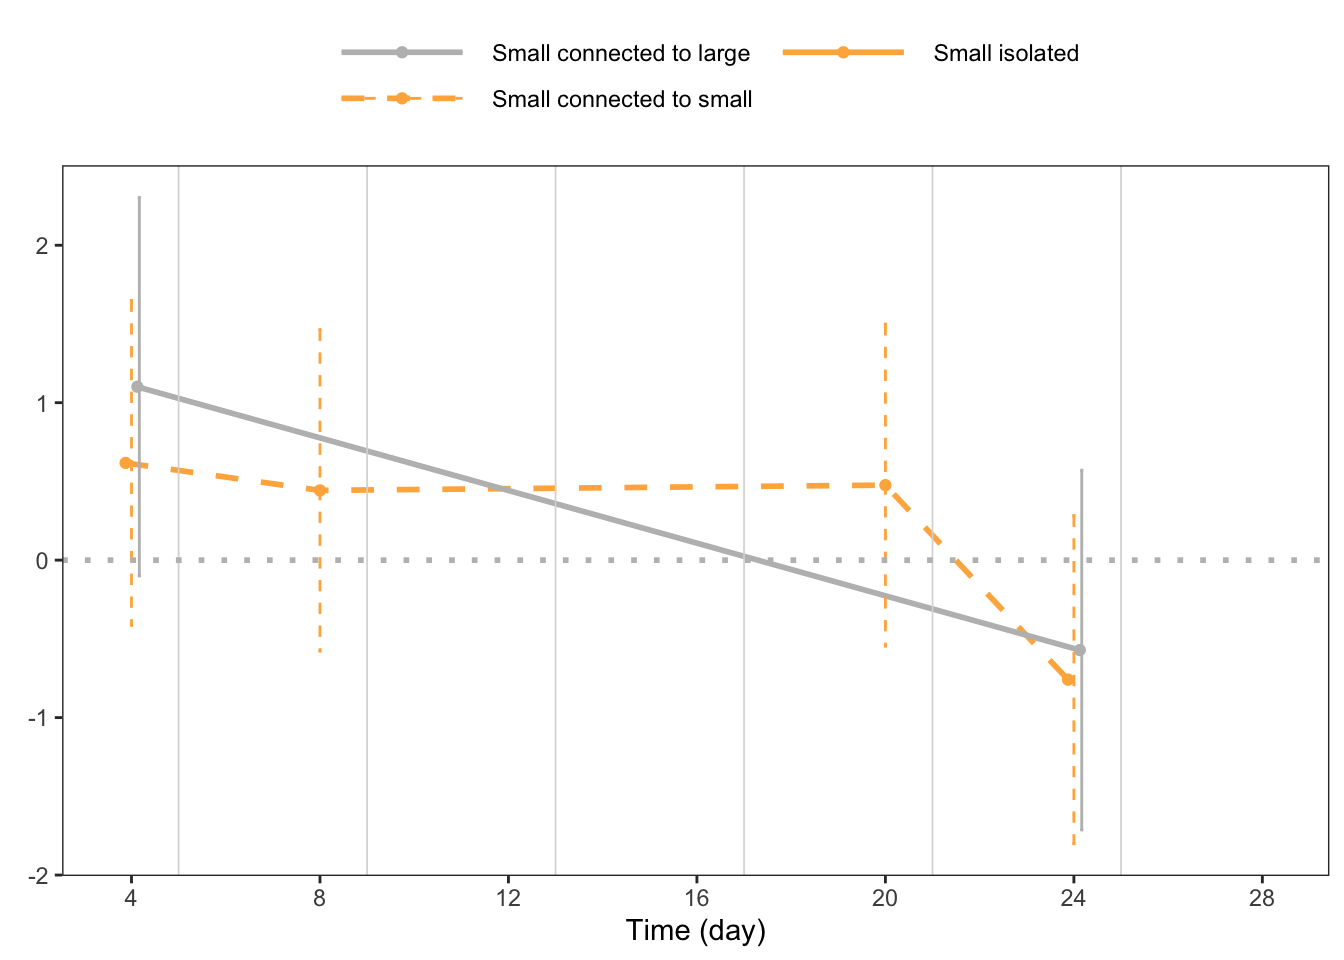 Small connected to large
Small isolated
Small connected to small
2
1
0
-1
-2
4 8 12 16 20 24 28
Time (day)